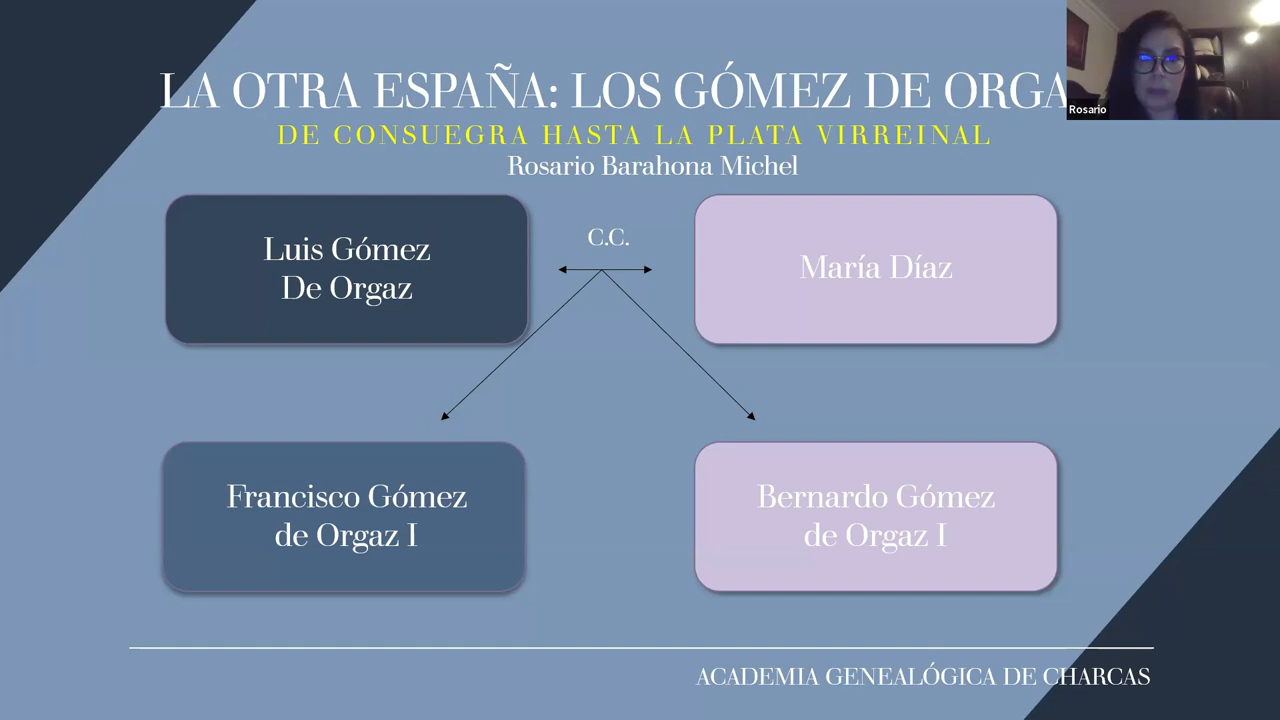 LA OTRA ESPAÑA: LOS GÓMEZ DE ORGA
DE CONSUEGRA HASTA LA PLATA VIRREINAL
Rosario Barahona Michel
Rosario
Luis Gómez
De Orgaz
C.C.
María Díaz
Francisco Gómez
de Orgaz I
Bernardo Gómez
de Orgaz I
ACADEMIA GENEALÓGICA DE CHARCAS